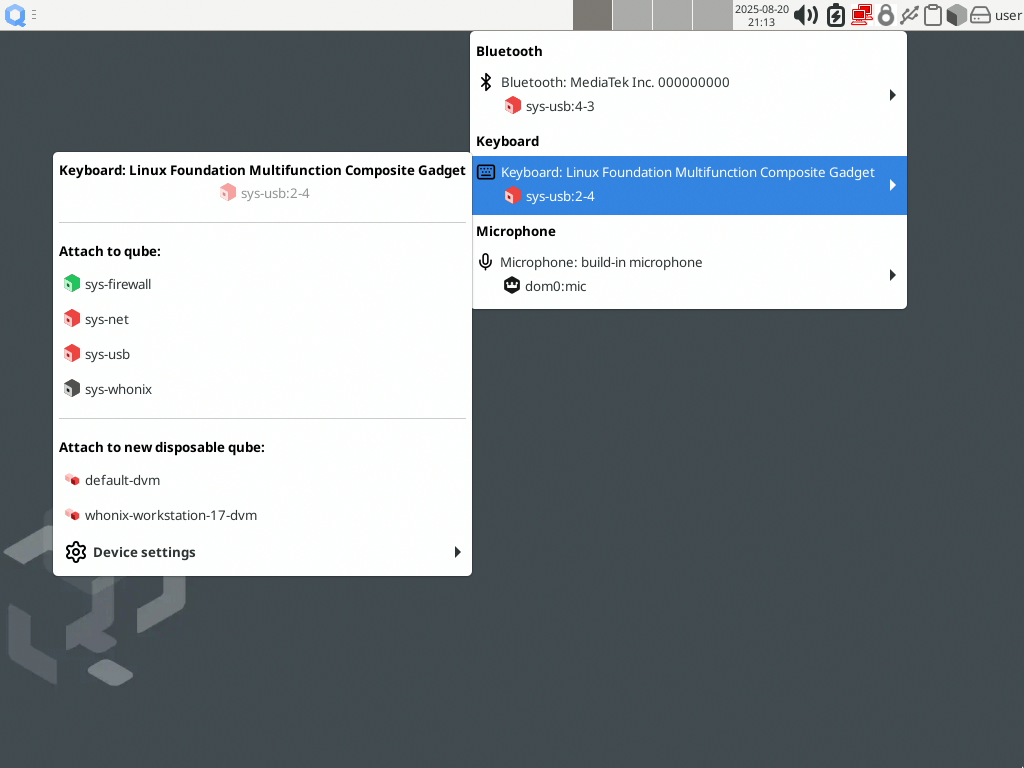 2025-08-20
21:13
user
Bluetooth
Bluetooth: MediaTek Inc. 000000000
sys-usb:4-3
Keyboard
Keyboard: Linux Foundation Multifunction Composite Gadget
sys-usb:2-4
Microphone
Microphone: build-in microphone
dom0:mic
Keyboard: Linux Foundation Multifunction Composite Gadget
sys-usb:2-4
Attach to qube:
sys-firewall
sys-net
sys-usb
sys-whonix
Attach to new disposable qube:
default-dvm
whonix-workstation-17-dvm
Device settings